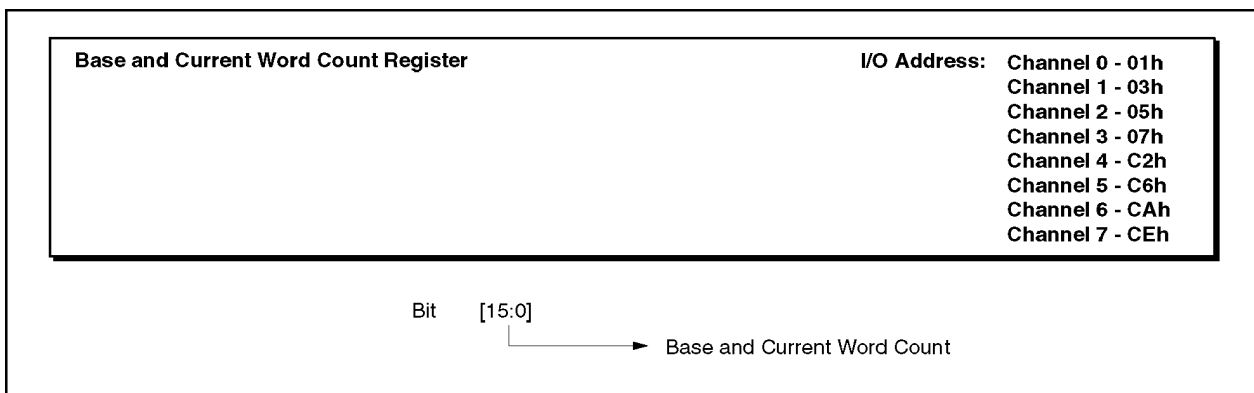 Base and Current Word Count Register I/O Address: Channel 0 - 01h
Channel 1 - 03h
Channel 2 - 05h
Channel 3 - 07h
Channel 4 - C2h
Channel 5 - C6h
Channel 6 - CAh
Channel 7 - CEh
Bit [15:0]
Base and Current Word Count